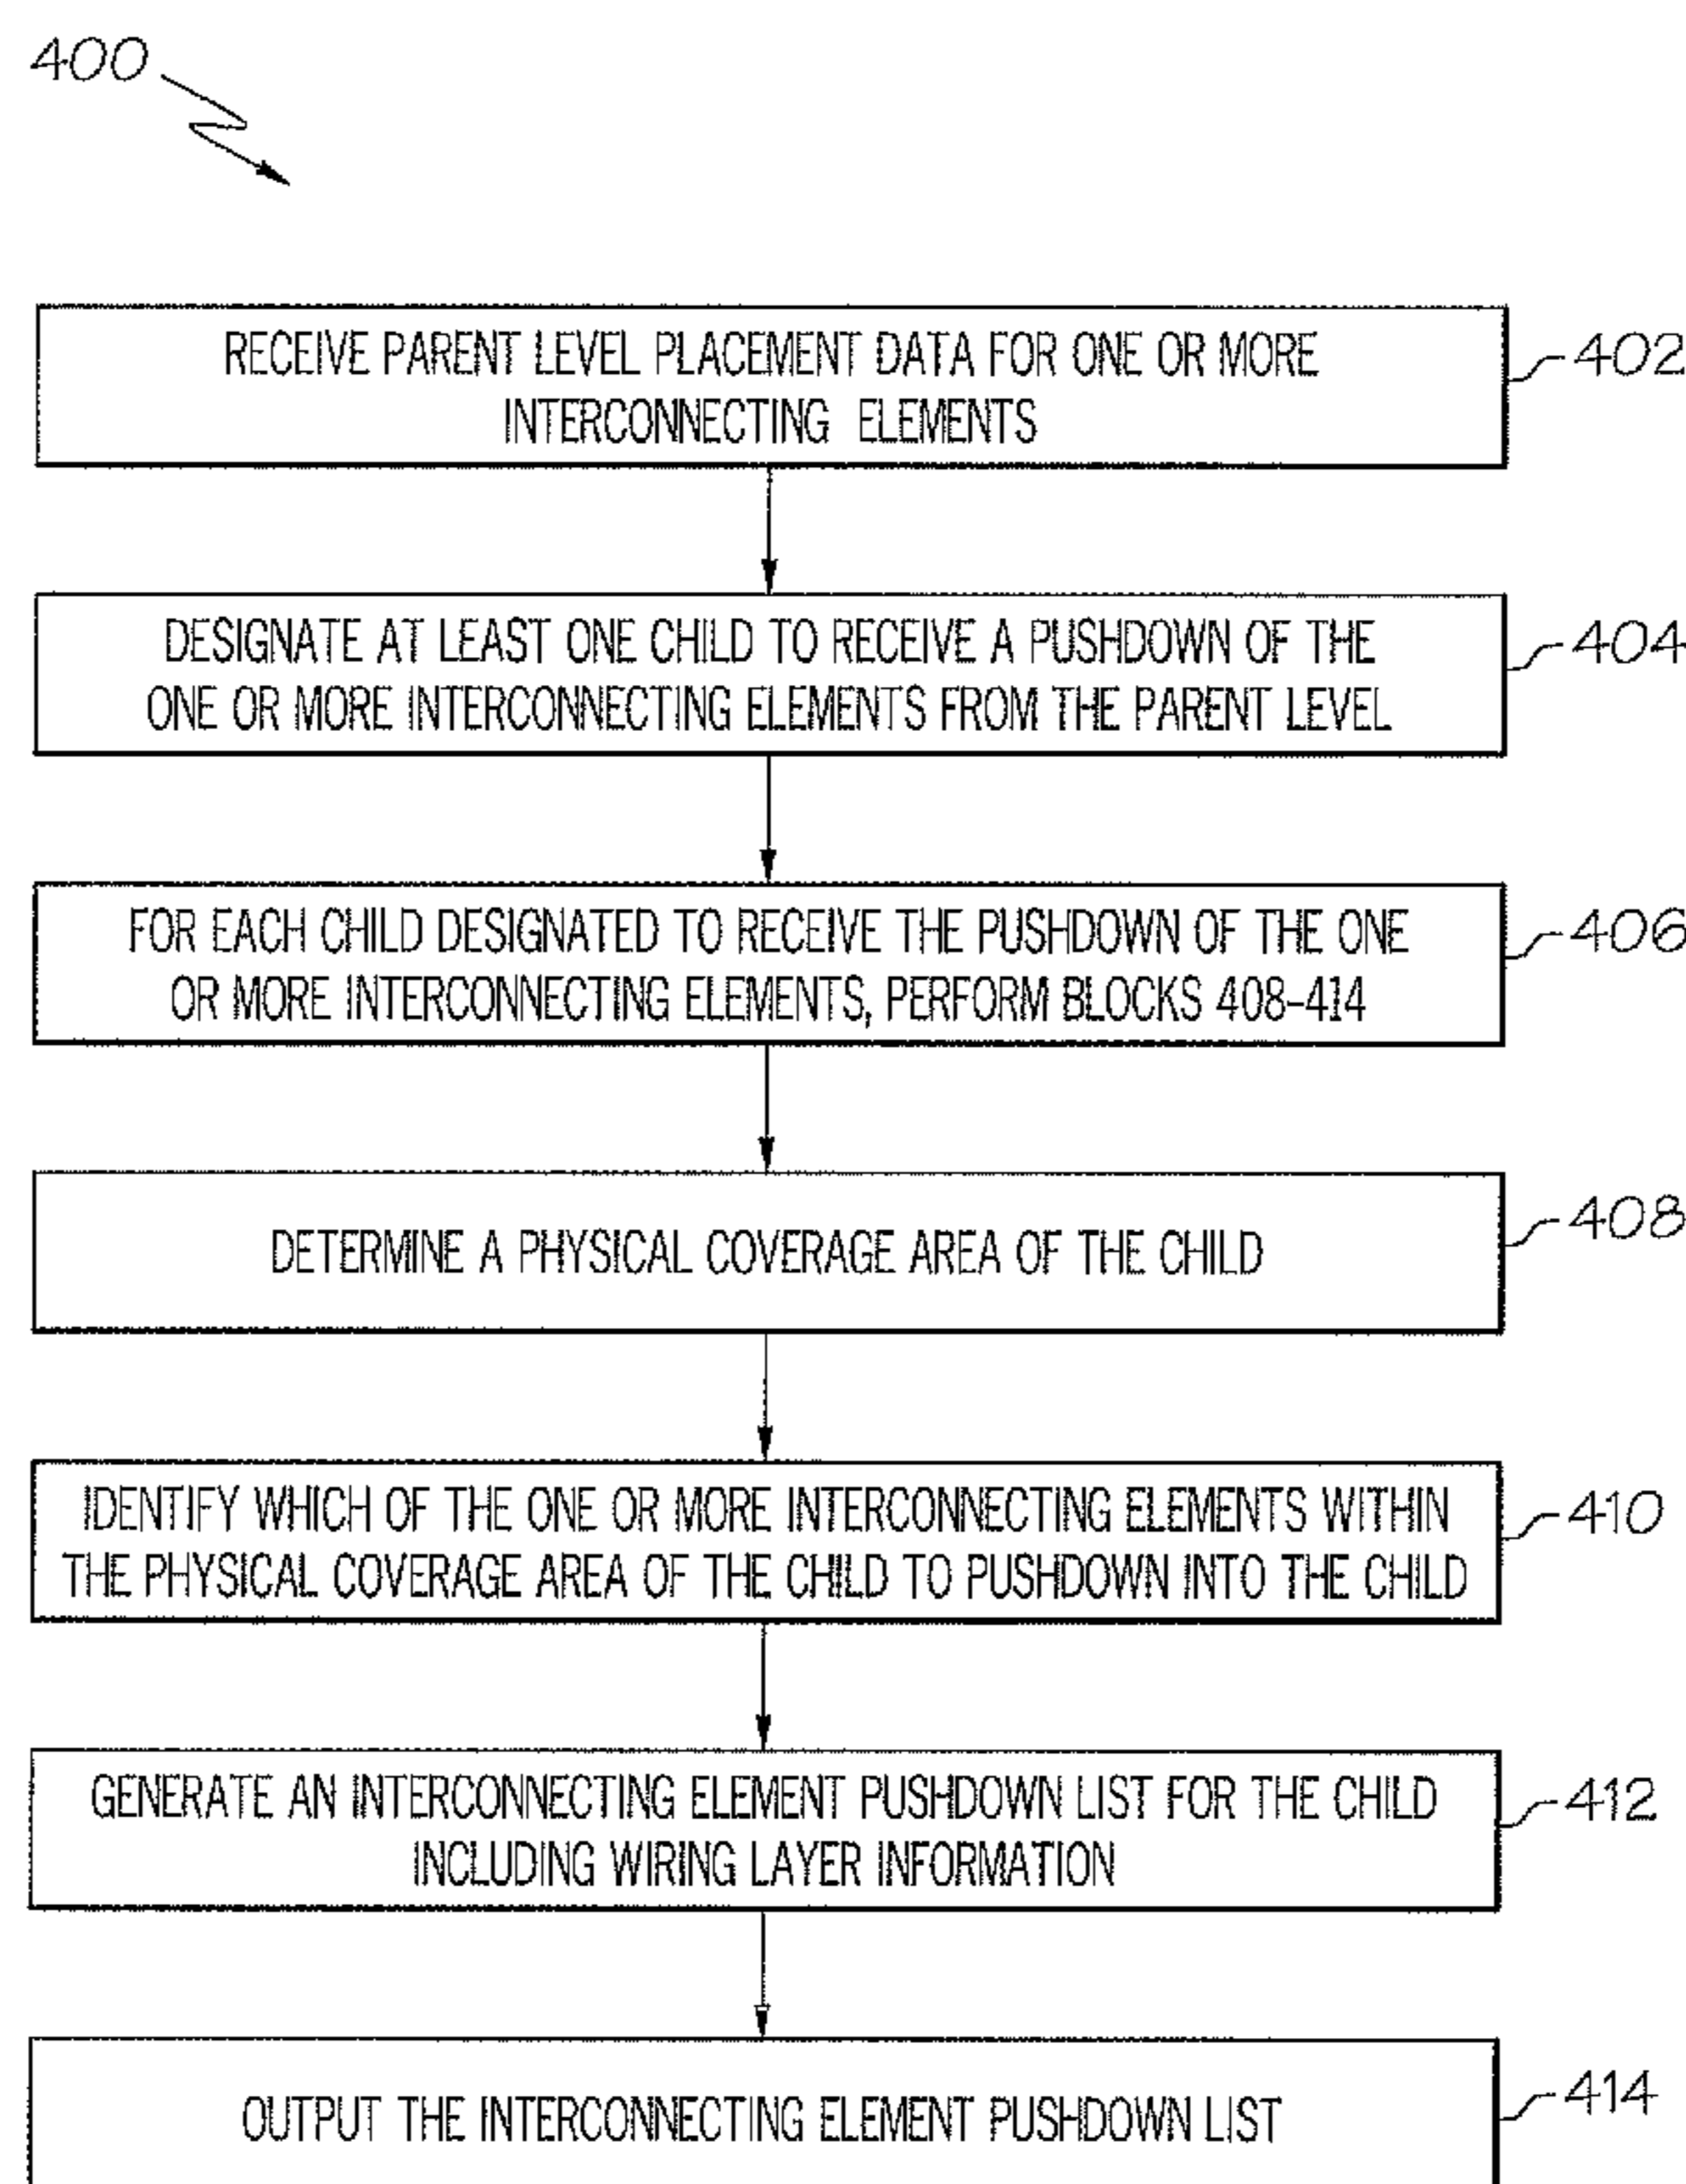 400
RECEIVE PARENT LEVEL PLACEMENT DATA FOR ONE OR MORE
INTERCONNECTING ELEMENTS
402
DESIGNATE AT LEAST ONE CHILD TO RECEIVE A PUSHDOWN OF THE
ONE OR MORE INTERCONNECTING ELEMENTS FROM THE PARENT LEVEL
404
FOR EACH CHILD DESIGNATED TO RECEIVE THE PUSHDOWN OF THE ONE
OR MORE INTERCONNECTING ELEMENTS, PERFORM BLOCKS 408-414
406
DETERMINE A PHYSICAL COVERAGE AREA OF THE CHILD
408
IDENTIFY WHICH OF THE ONE OR MORE INTERCONNECTING ELEMENTS WITHIN
THE PHYSICAL COVERAGE AREA OF THE CHILD TO PUSHDOWN INTO THE CHILD
410
GENERATE AN INTERCONNECTING ELEMENT PUSHDOWN LIST FOR THE CHILD
INCLUDING WIRING LAYER INFORMATION
412
OUTPUT THE INTERCONNECTING ELEMENT PUSHDOWN LIST
414